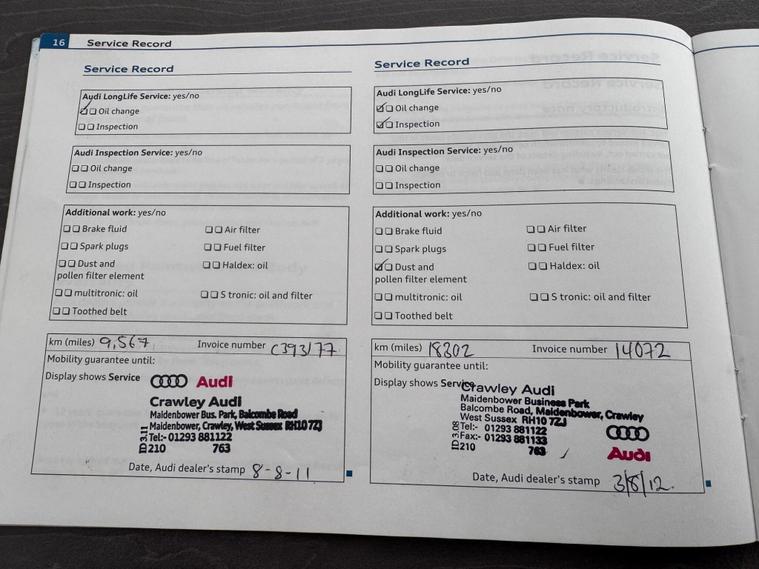 16 Service Record
Service Record
Audi LongLife Service: yes/no
Oil change
Inspection
Audi Inspection Service: yes/no
Oil change
Inspection
Additional work: yes/no
Brake fluid Air filter
Spark plugs Fuel filter
Dust and Haldex: oil
pollen filter element
multitronic: oil S tronic: oil and filter
Toothed belt
km (miles) 9,567 Invoice number C393177
Mobility guarantee until:
Display shows Service
Audi
Crawley Audi
Maidenbower Bus. Park, Balcombe Road
Maidenbower, Crawley, West Sussex RH10 7ZJ
Tel:- 01293 881122
210 763
Date, Audi dealer's stamp 8-8-11
Service Record
Audi LongLife Service: yes/no
Oil change
Inspection
Audi Inspection Service: yes/no
Oil change
Inspection
Additional work: yes/no
Brake fluid Air filter
Spark plugs Fuel filter
Dust and Haldex: oil
pollen filter element
multitronic: oil S tronic: oil and filter
Toothed belt
km (miles) 18302 Invoice number 14072
Mobility guarantee until:
Display shows Service
Crawley Audi
Maidenbower Business Park
Balcombe Road, Maidenbower, Crawley
West Sussex RH10 7ZJ
Tel:- 01293 881122
Fax:- 01293 881133
210 763
Audi
Date, Audi dealer's stamp 3/8/12.